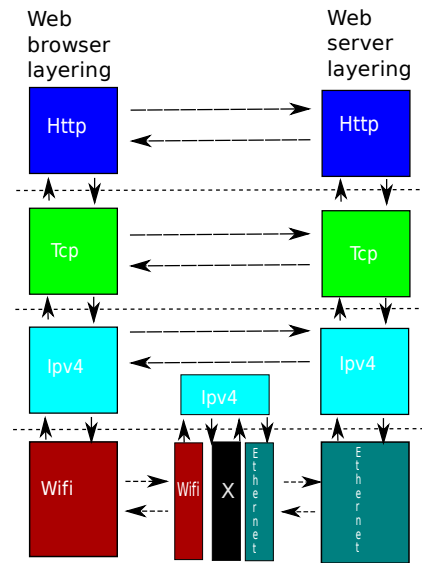 Web
browser
layering
Web
server
layering
Http
Http
Tcp
Tcp
Ipv4
Ipv4
Ipv4
Wifi
Wifi
X
Ethernet
Ethernet